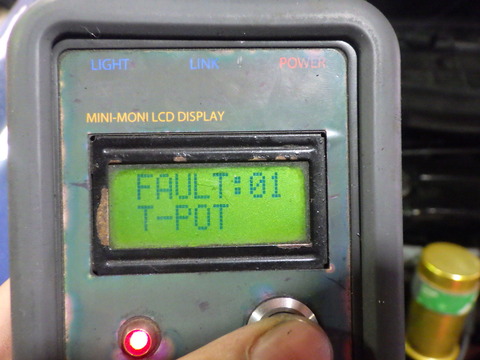 LIGHT LINK POWER
MINI-MONI LCD DISPLAY
FAULT:01
T-POT